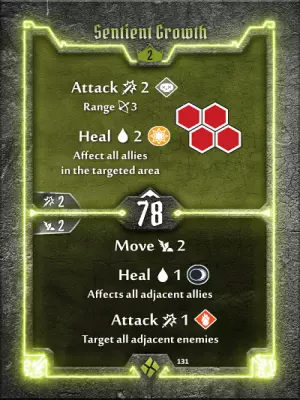 Sentient Growth
2
Attack 2
Range 3
Heal 2
Affect all allies
in the targeted area
2
78
2
Move 2
Heal 1
Affects all adjacent allies
Attack 1
Target all adjacent enemies
131